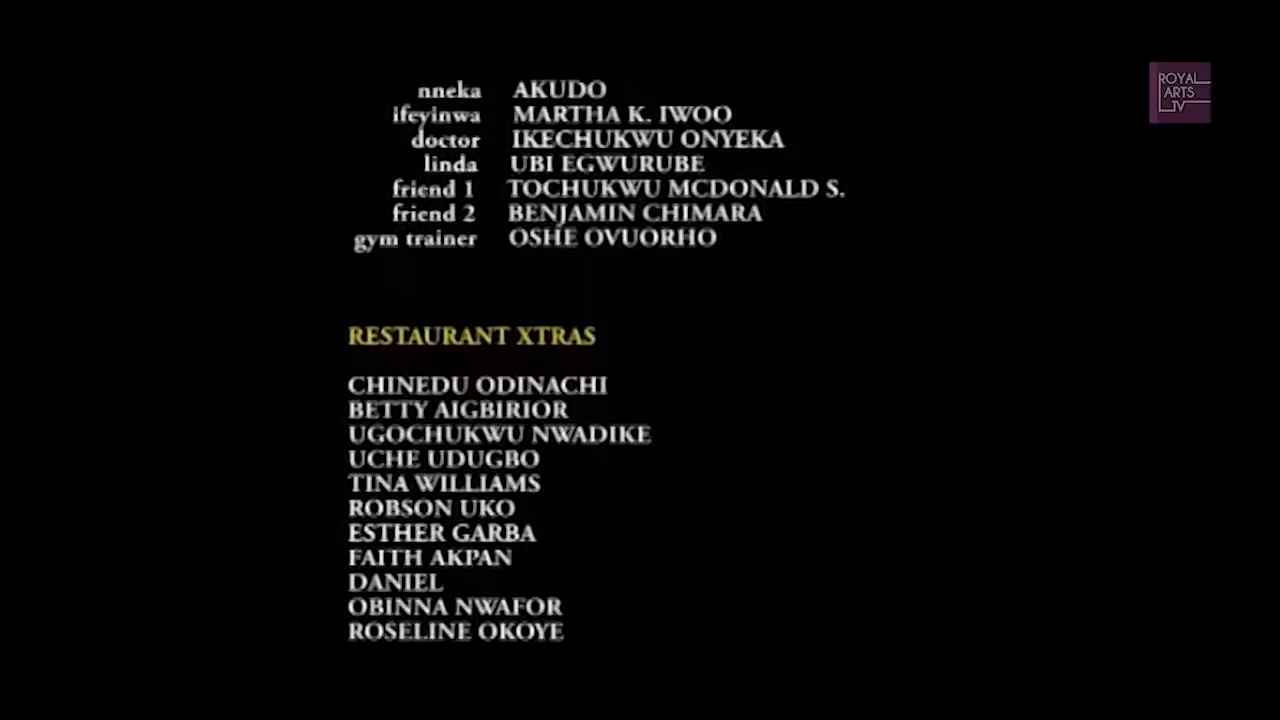 nneka AKUDO
ifeyinwa MARTHA K. IWOO
doctor IKECHUKWU ONYEKA
linda UBI EGWURUBE
friend 1 TOCHUKWU MCDONALD S.
friend 2 BENJAMIN CHIMARA
gym trainer OSHE OVUORHO
RESTAURANT XTRAS
CHINEDU ODINACHI
BETTY AIGBIRIOR
UGOCHUKWU NWADIKE
UCHE UDUGBO
TINA WILLIAMS
ROBSON UKO
ESTHER GARBA
FAITH AKPAN
DANIEL
OBINNA NWAFOR
ROSELINE OKOYE
ROYAL
ARTS
TV